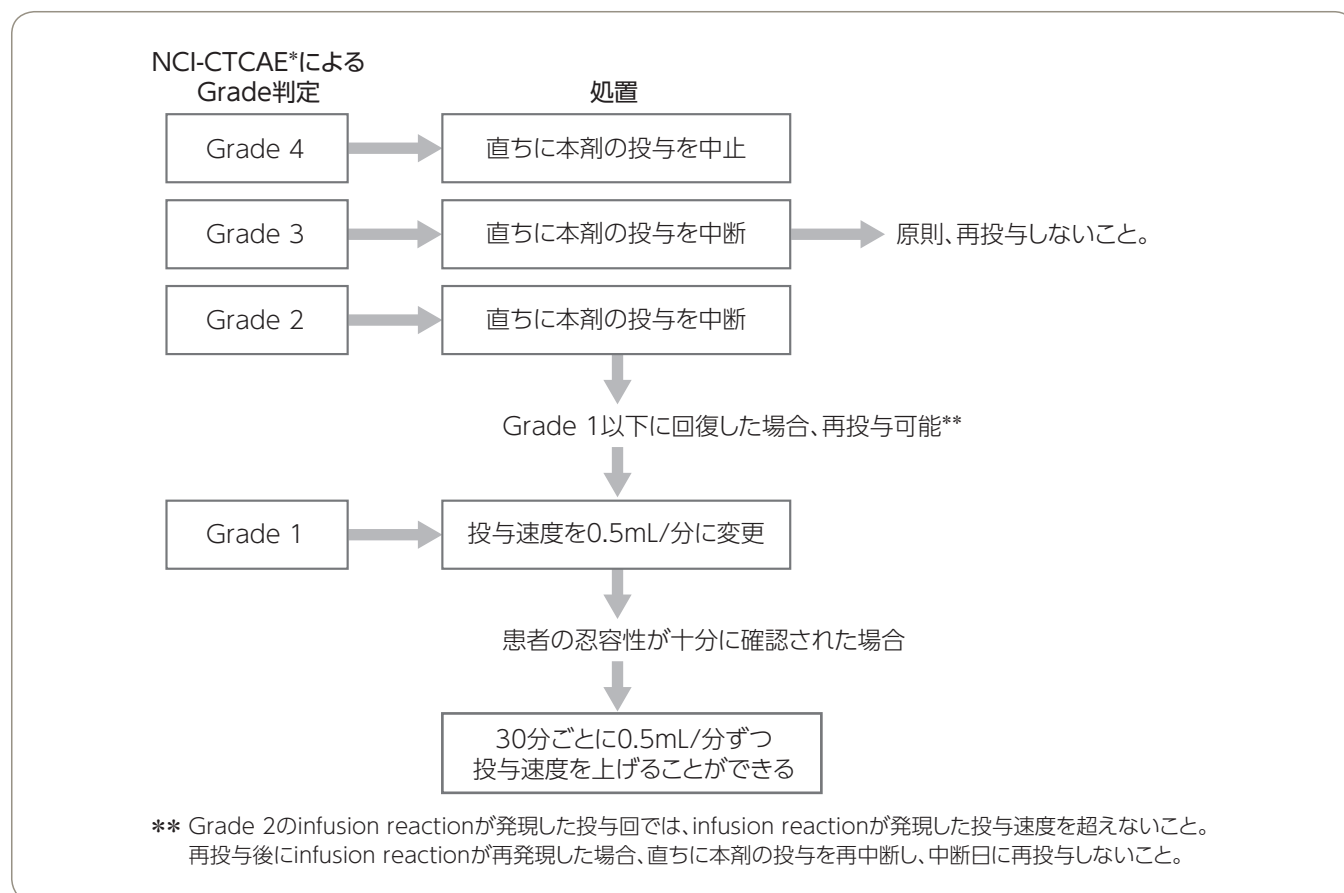 NCI-CTCAE*による
Grade判定
処置
Grade 4
直ちに本剤の投与を中止
Grade 3
直ちに本剤の投与を中断
原則、再投与しないこと。
Grade 2
直ちに本剤の投与を中断
Grade 1以下に回復した場合、再投与可能**
Grade 1
投与速度を0.5mL/分に変更
患者の忍容性が十分に確認された場合
30分ごとに0.5mL/分ずつ
投与速度を上げることができる
** Grade 2のinfusion reactionが発現した投与回では、infusion reactionが発現した投与速度を超えないこと。
再投与後にinfusion reactionが再発現した場合、直ちに本剤の投与を再中断し、中断日に再投与しないこと。